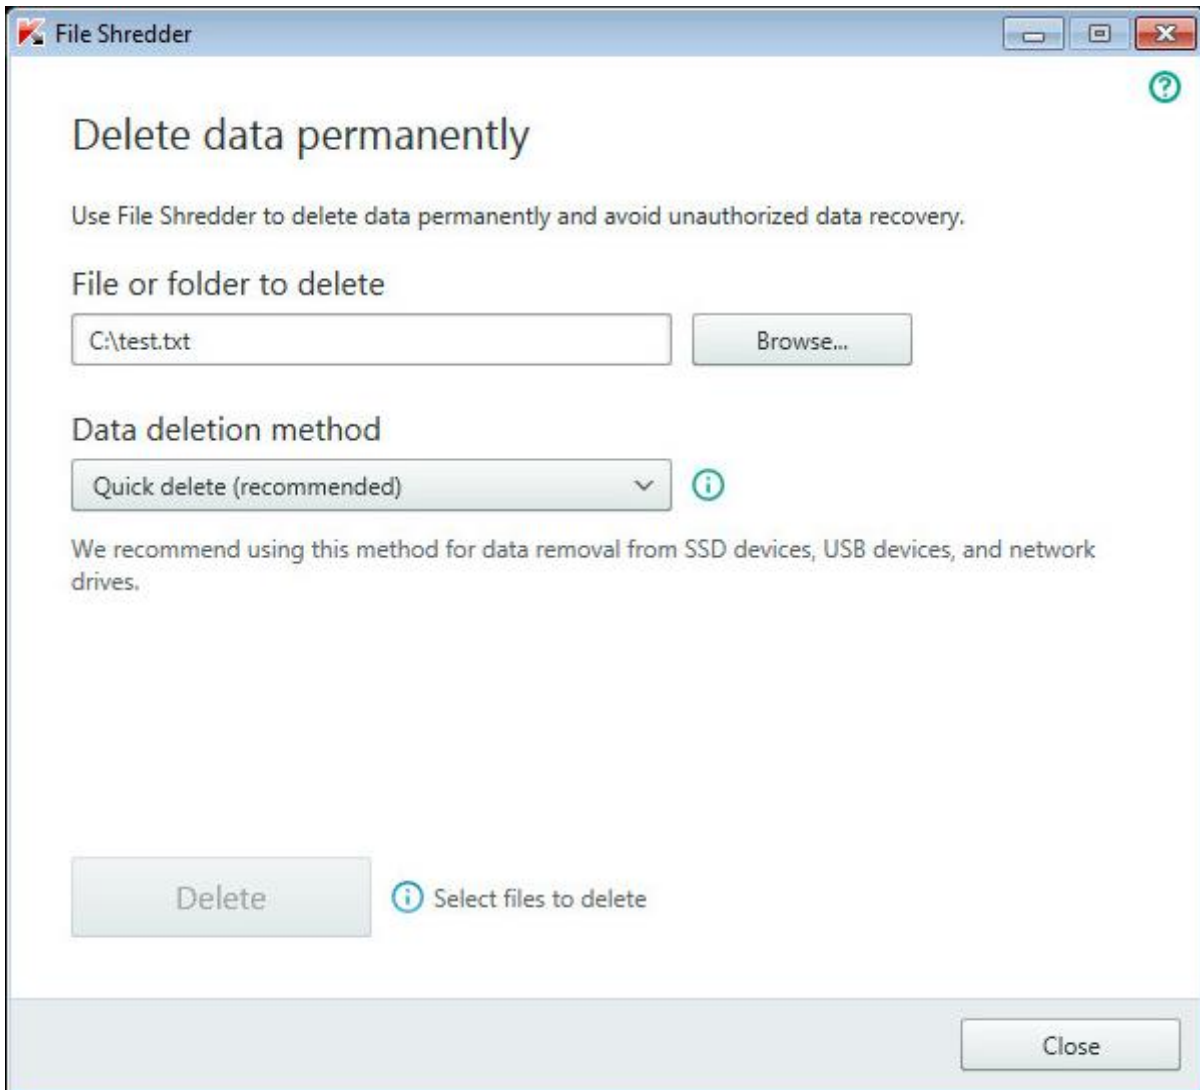 File Shredder
Delete data permanently
Use File Shredder to delete data permanently and avoid unauthorized data recovery.
File or folder to delete
C:\test.txt
Browse...
Data deletion method
Quick delete (recommended)
We recommend using this method for data removal from SSD devices, USB devices, and network
drives.
Delete
Select files to delete
Close